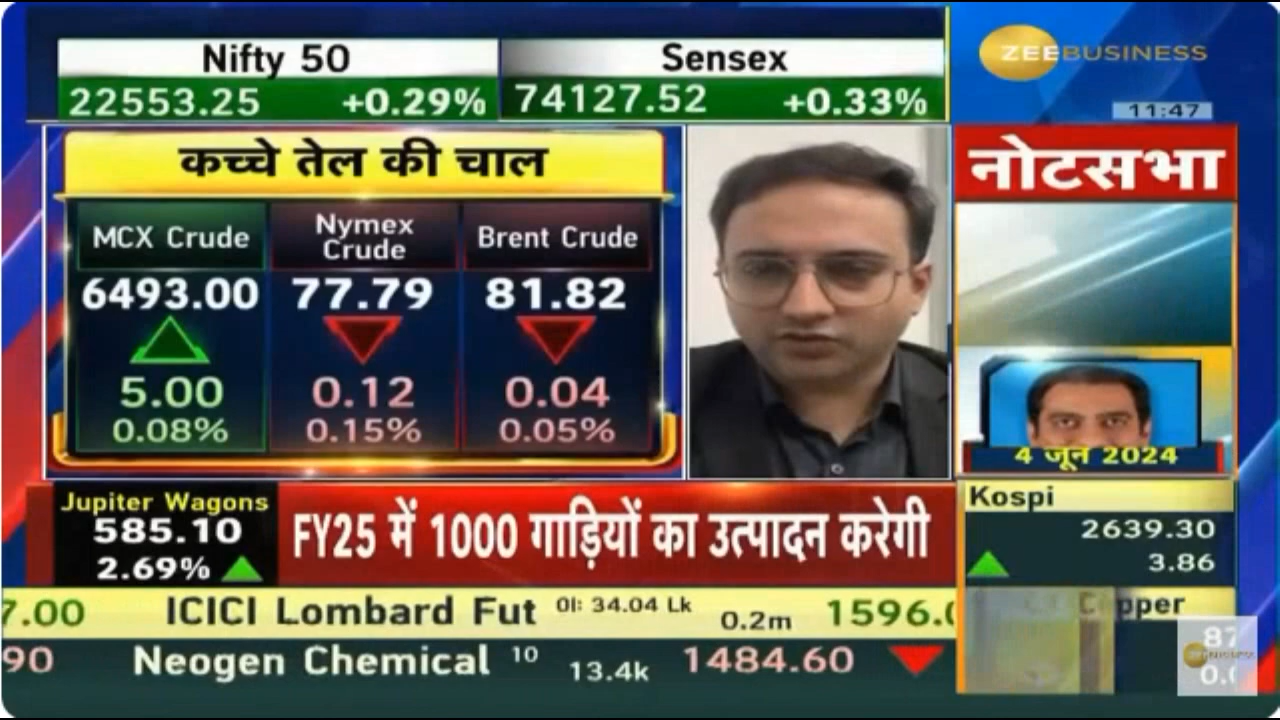 Nifty 50
22553.25 +0.29%
Sensex
74127.52 +0.33%
ZEEBUSINESS
11:47
कच्चे तेल की चाल
MCX Crude
6493.00
5.00
0.08%
Nymex
Crude
77.79
0.12
0.15%
Brent Crude
81.82
0.04
0.05%
नोटसभा
4 जून 2024
Jupiter Wagons
585.10
2.69%
FY25 में 1000 गाड़ियों का उत्पादन करेगी
Kospi
2639.30
3.86
7.00 ICICI Lombard Fut OI: 34.04 Lk 0.2m 1596.0
90 Neogen Chemical 10 13.4k 1484.60
ZEEBUSINESS